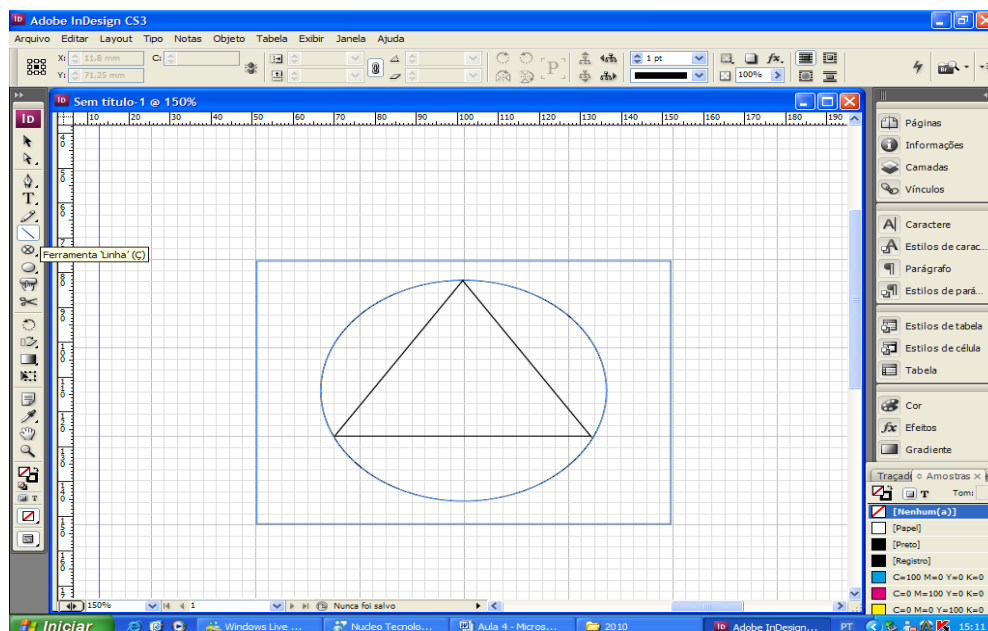 Adobe InDesign CS3
Arquivo Editar Layout Tipo Notas Objeto Tabela Exibir Janela Ajuda
X: 11,8 mm C: 1 pt
Y: 71,25 mm 100%
Sem título-1 @ 150%
10 20 30 40 50 60 70 80 90 100 110 120 130 140 150 160 170 180 190
Ferramenta 'Linha' (Ç)
Páginas
Informações
Camadas
Vínculos
Caractere
Estilos de carac...
Parágrafo
Estilos de pará...
Estilos de tabela
Estilos de célula
Tabela
Cor
Efeitos
Gradiente
Amostras
Tom:
[Nenhum(a)]
[Papel]
[Preto]
[Registro]
C=100 M=0 Y=0 K=0
C=0 M=100 Y=0 K=0
C=0 M=0 Y=100 K=0
150% 1 Nunca foi salvo
Iniciar Windows Live ... Nucleo Tecnolo... Aula 4 - Micros... 2010 Adobe InDesign... PT 15:11